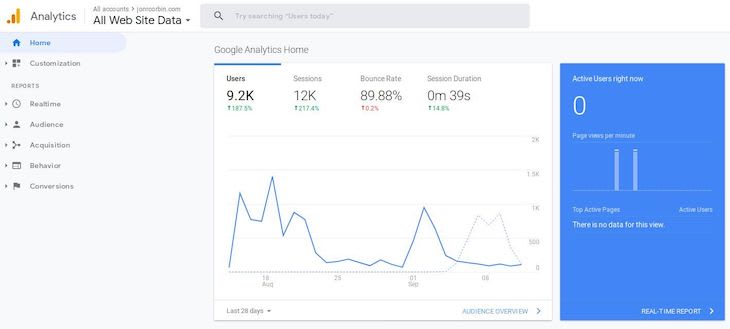 Analytics
All accounts > jonrcorbin.com
All Web Site Data
Try searching "Users today"
Home
Customization
REPORTS
Realtime
Audience
Acquisition
Behavior
Conversions
Google Analytics Home
Users
9.2K
187.5%
Sessions
12K
217.4%
Bounce Rate
89.88%
0.2%
Session Duration
0m 39s
14.8%
2K
1.5K
1K
500
0
18
Aug
25
01
Sep
08
Last 28 days
AUDIENCE OVERVIEW
Active Users right now
0
Page views per minute
Top Active Pages
Active Users
There is no data for this view.
REAL-TIME REPORT